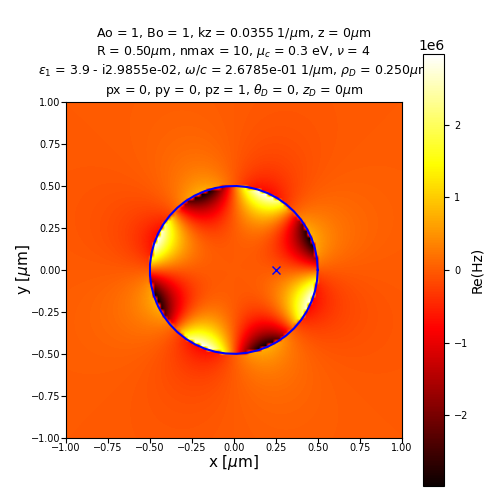 Ao = 1, Bo = 1, kz = 0.0355 1/μm, z = 0μm
R = 0.50μm, nmax = 10, μc = 0.3 eV, ν = 4
ε1 = 3.9 - i2.9855e-02, ω/c = 2.6785e-01 1/μm, ρD = 0.250μm
px = 0, py = 0, pz = 1, θD = 0, zD = 0μm
1e6
1.00
0.75
0.50
0.25
0.00
−0.25
−0.50
−0.75
−1.00
y [μm]
−1.00 −0.75 −0.50 −0.25 0.00 0.25 0.50 0.75 1.00
x [μm]
2
1
0
−1
−2
Re(Hz)